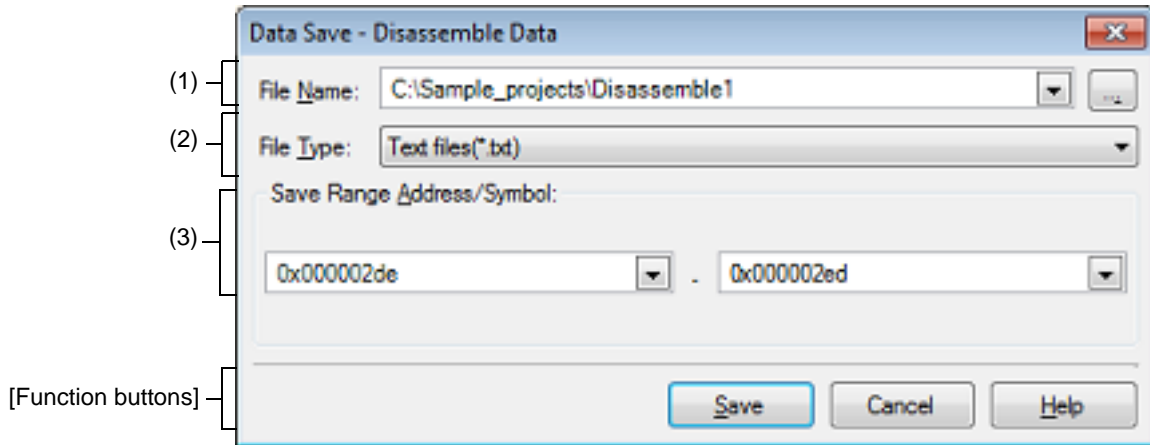 Data Save - Disassemble Data
(1) File Name: C:\Sample_projects\Disassemble1 ...
(2) File Type: Text files(*.txt)
Save Range Address/Symbol:
(3)
0x000002de - 0x000002ed
[Function buttons] Save Cancel Help